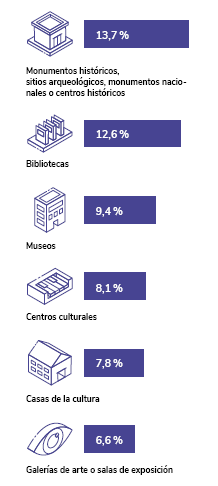 13,7 %
Monumentos históricos,
sitios arqueológicos, monumentos nacio-
nales o centros históricos
12,6 %
Bibliotecas
9,4 %
Museos
8,1 %
Centros culturales
7,8 %
Casas de la cultura
6,6 %
Galerías de arte o salas de exposición